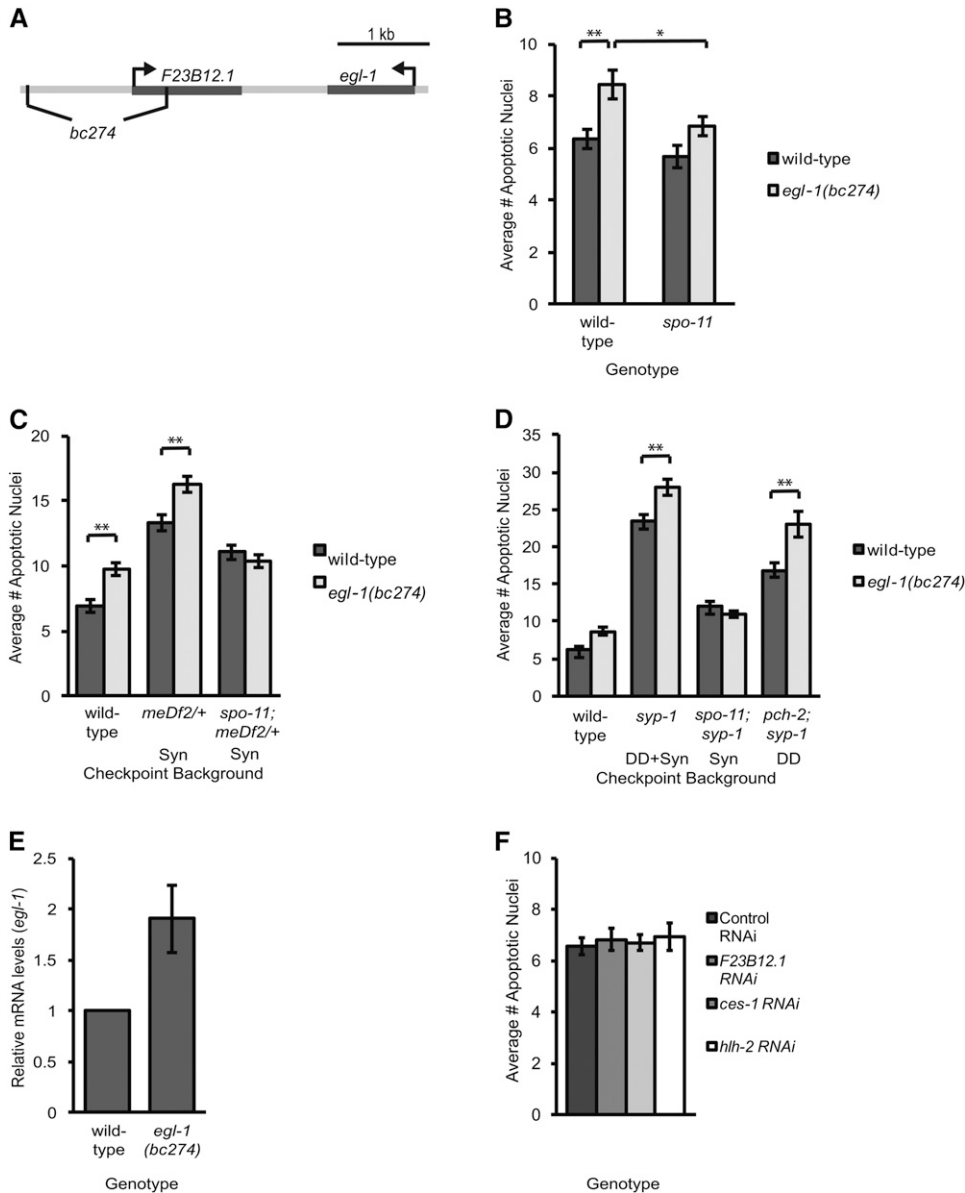 A
1 kb
F23B12.1
egl-1
bc274
B
**
*
10
8
6
4
2
0
Average # Apoptotic Nuclei
wild-
type
spo-11
Genotype
wild-type
egl-1(bc274)
C
20
15
10
5
0
Average # Apoptotic Nuclei
**
**
wild-
type
meDf2/+
spo-11;
meDf2/+
Syn
Syn
Checkpoint Background
wild-type
egl-1(bc274)
D
35
30
25
20
15
10
5
0
Average # Apoptotic Nuclei
**
**
wild-
type
syp-1
spo-11;
syp-1
pch-2;
syp-1
DD+Syn
Syn
DD
Checkpoint Background
wild-type
egl-1(bc274)
E
2.5
2
1.5
1
0.5
0
Relative mRNA levels (egl-1)
wild-
type
egl-1
(bc274)
Genotype
F
10
8
6
4
2
0
Average # Apoptotic Nuclei
Genotype
Control
RNAi
F23B12.1
RNAi
ces-1 RNAi
hlh-2 RNAi